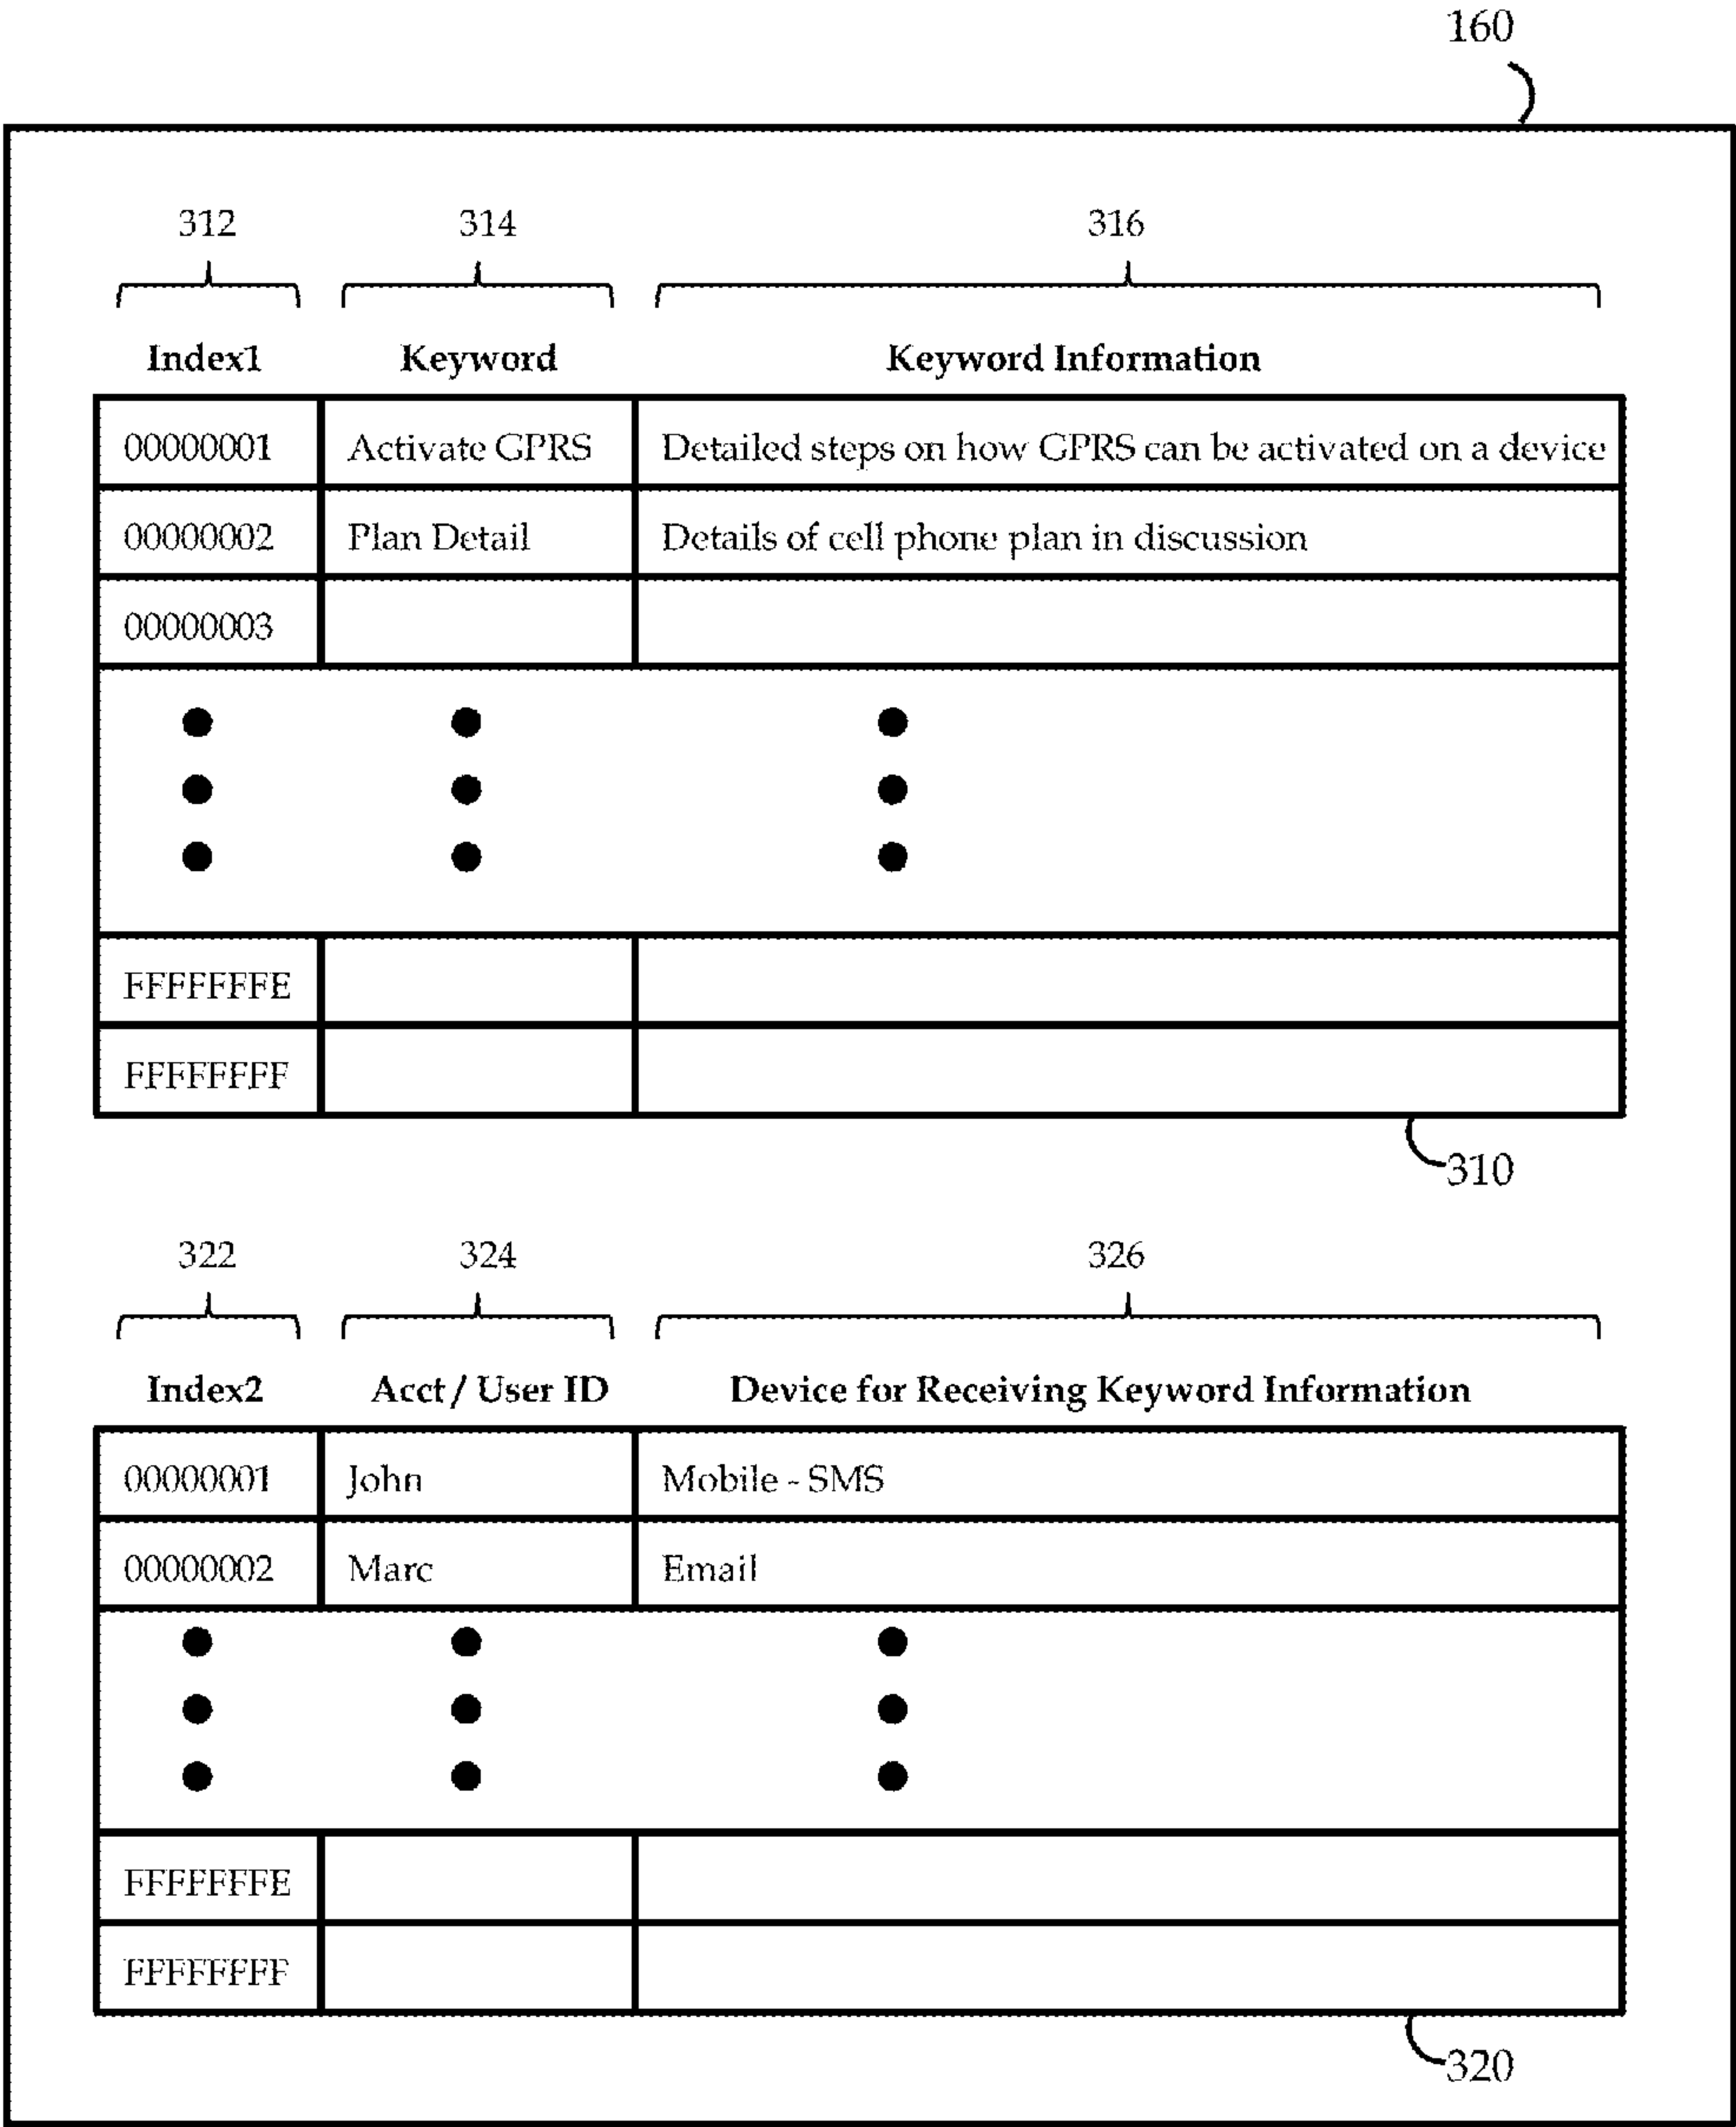 160
312 314 316
Index1 Keyword Keyword Information
00000001 Activate GPRS Detailed steps on how GPRS can be activated on a device
00000002 Plan Detail Details of cell phone plan in discussion
00000003
FFFFFFFE
FFFFFFFF
310
322 324 326
Index2 Acct / User ID Device for Receiving Keyword Information
00000001 John Mobile - SMS
00000002 Marc Email
FFFFFFFE
FFFFFFFF
320